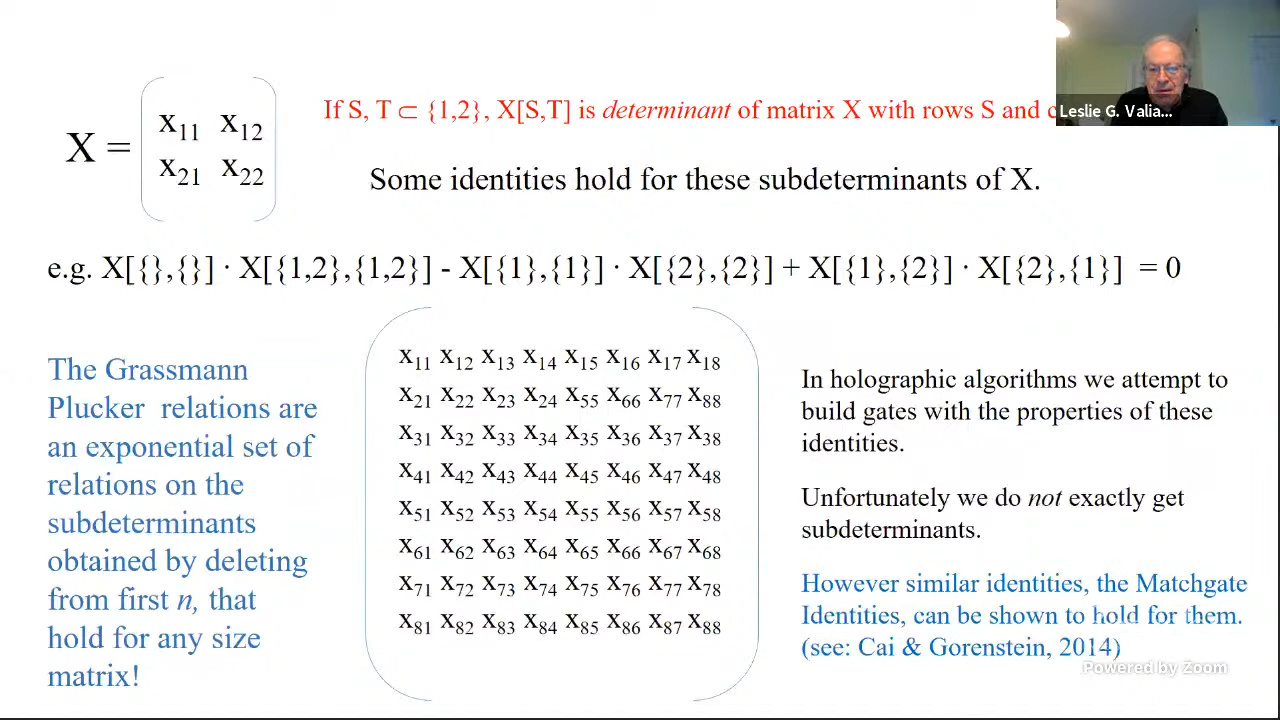 Leslie G. Valia...
If S, T ⊂ {1,2}, X[S,T] is determinant of matrix X with rows S and
X =
x11 x12
x21 x22
Some identities hold for these subdeterminants of X.
e.g. X[{},{}] · X[{1,2},{1,2}] - X[{1},{1}] · X[{2},{2}] + X[{1},{2}] · X[{2},{1}] = 0
The Grassmann
Plucker relations are
an exponential set of
relations on the
subdeterminants
obtained by deleting
from first n, that
hold for any size
matrix!
x11 x12 x13 x14 x15 x16 x17 x18
x21 x22 x23 x24 x55 x66 x77 x88
x31 x32 x33 x34 x35 x36 x37 x38
x41 x42 x43 x44 x45 x46 x47 x48
x51 x52 x53 x54 x55 x56 x57 x58
x61 x62 x63 x64 x65 x66 x67 x68
x71 x72 x73 x74 x75 x76 x77 x78
x81 x82 x83 x84 x85 x86 x87 x88
In holographic algorithms we attempt to
build gates with the properties of these
identities.
Unfortunately we do not exactly get
subdeterminants.
However similar identities, the Matchgate
Identities, can be shown to hold for them.
(see: Cai & Gorenstein, 2014)
Powered by Zoom